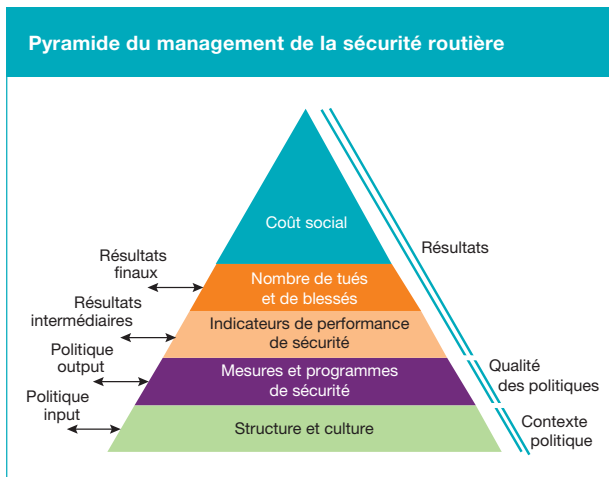 Pyramide du management de la sécurité routière
Coût social
Résultats
Résultats
finaux
Nombre de tués
et de blessés
Résultats
intermédiaires
Indicateurs de performance
de sécurité
Politique
output
Mesures et programmes
de sécurité
Qualité
des politiques
Politique
input
Structure et culture
Contexte
politique